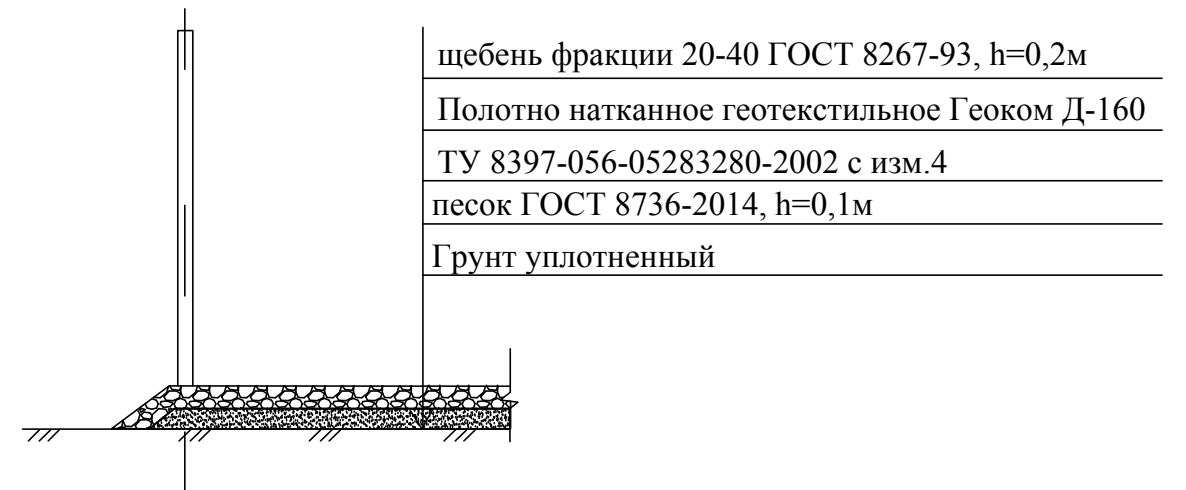 щебень фракции 20-40 ГОСТ 8267-93, h=0,2м
Полотно натканное геотекстильное Геоком Д-160
ТУ 8397-056-05283280-2002 с изм.4
песок ГОСТ 8736-2014, h=0,1м
Грунт уплотненный